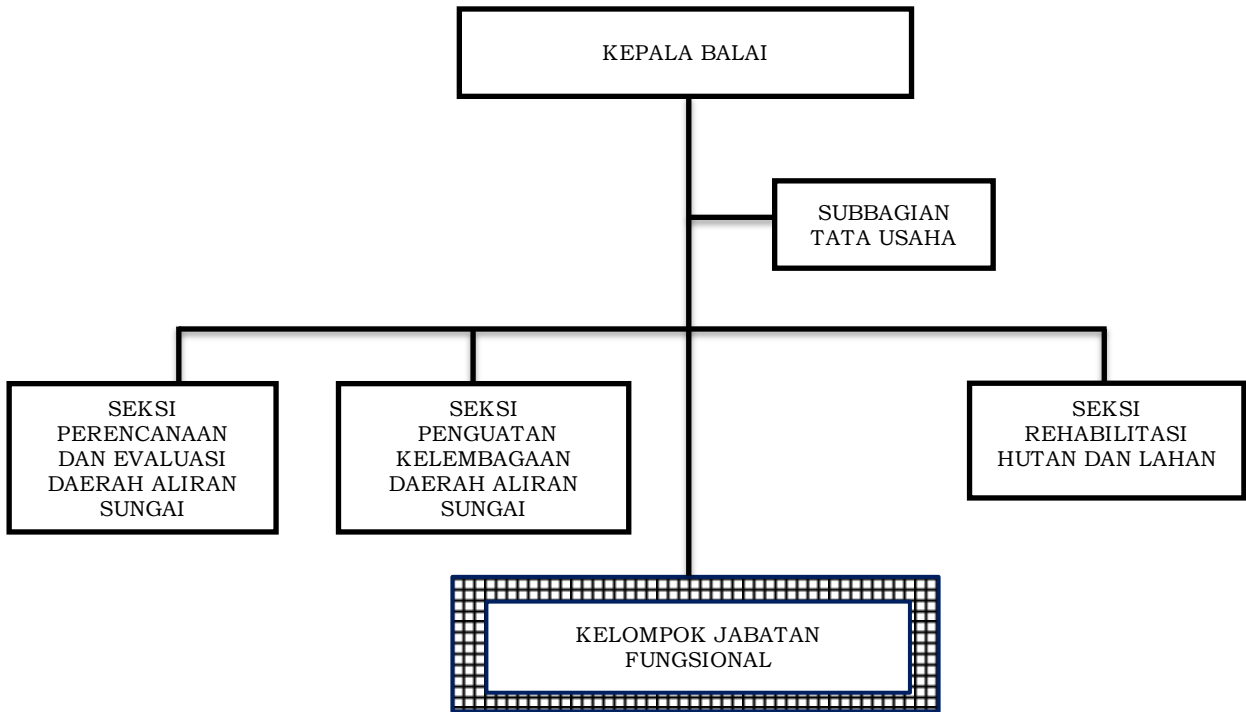 KEPALA BALAI
SUBBAGIAN
TATA USAHA
SEKSI
PERENCANAAN
DAN EVALUASI
DAERAH ALIRAN
SUNGAI
SEKSI
PENGUATAN
KELEMBAGAAN
DAERAH ALIRAN
SUNGAI
SEKSI
REHABILITASI
HUTAN DAN LAHAN
KELOMPOK JABATAN
FUNGSIONAL